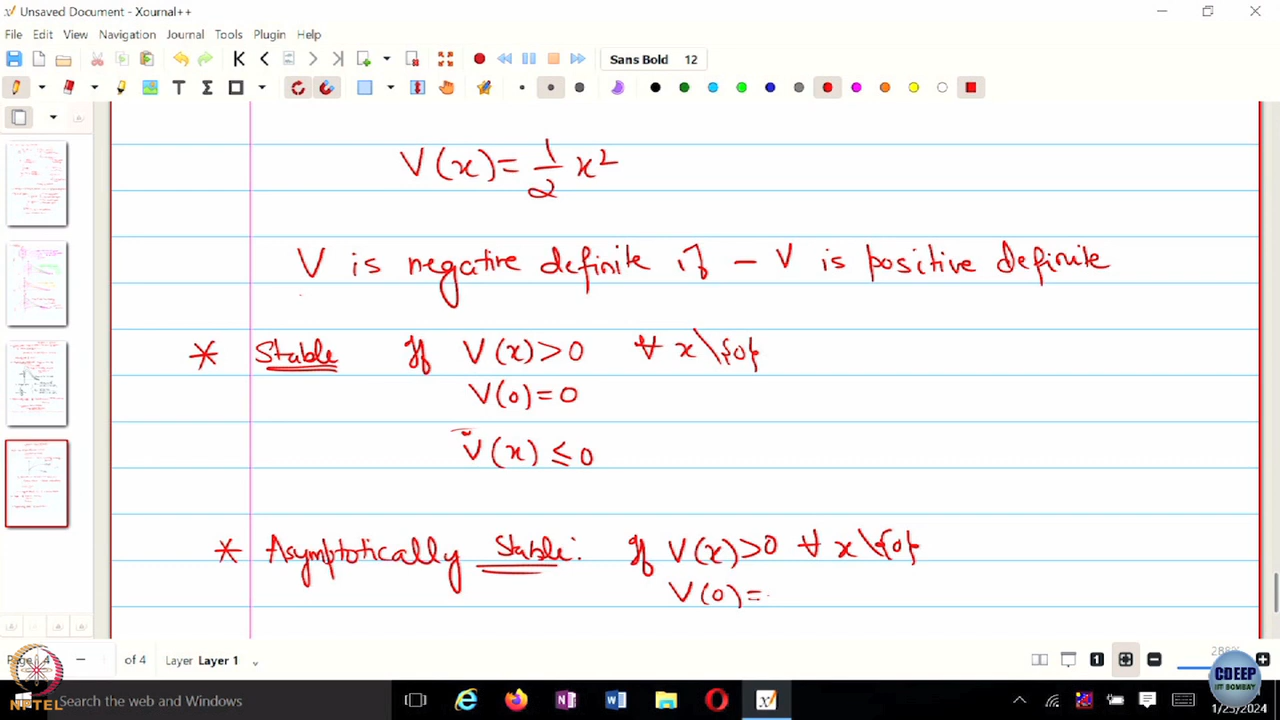 Unsaved Document - Xournal++
File Edit View Navigation Journal Tools Plugin Help
Sans Bold 12
V(x) = 1/2 x²
V is negative definite if - V is positive definite
* Stable If V(x) > 0 ∀ x\{0}
V(0) = 0
V̇(x) ≤ 0
* Asymptotically Stable: If V(x) > 0 ∀ x\{0}
V(0) =
Page 4 of 4 Layer Layer 1
288%
NPTEL
Search the web and Windows
CDEEP
IIT BOMBAY
1/25/2024